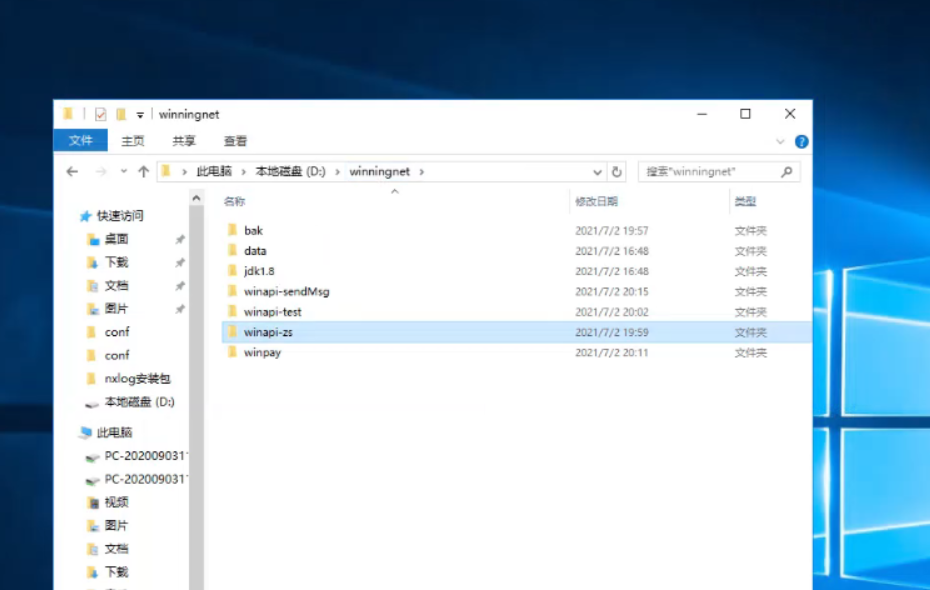 winningnet
文件 主页 共享 查看
此电脑 本地磁盘 (D:) winningnet
搜索"winningnet"
名称 修改日期 类型
快速访问
桌面
下载
文档
图片
conf
conf
nxlog安装包
本地磁盘 (D:)
此电脑
PC-202009031
PC-202009031
视频
图片
文档
下载
bak 2021/7/2 19:57 文件夹
data 2021/7/2 16:48 文件夹
jdk1.8 2021/7/2 16:48 文件夹
winapi-sendMsg 2021/7/2 20:15 文件夹
winapi-test 2021/7/2 20:02 文件夹
winapi-zs 2021/7/2 19:59 文件夹
winpay 2021/7/2 20:11 文件夹